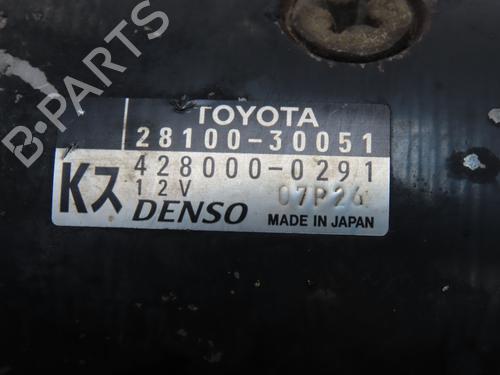 TOYOTA
28100-30051
428000-0291
Kス
12V
07P26
DENSO
MADE IN JAPAN
B-PARTS